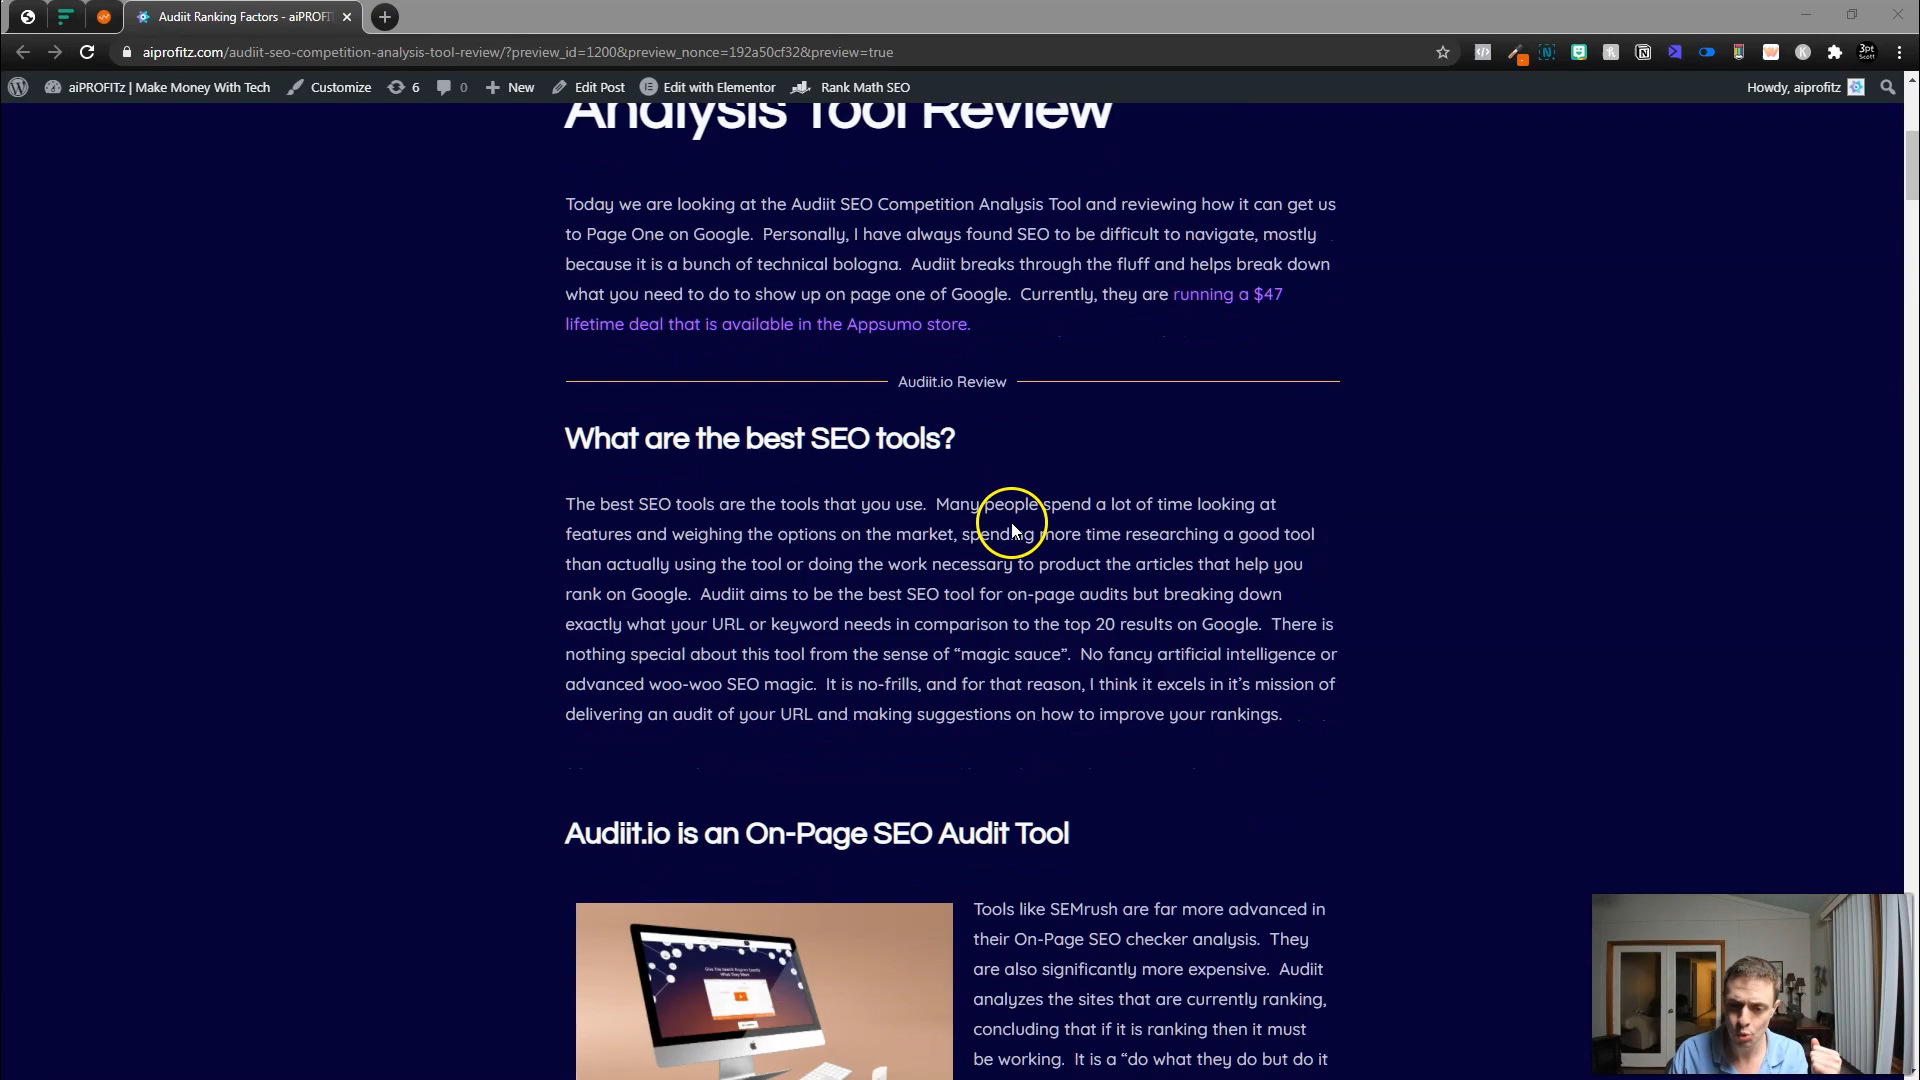 Audiit Ranking Factors - aiPROFI
aiprofitz.com/audiit-seo-competition-analysis-tool-review/?preview_id=1200&preview_nonce=192a50cf32&preview=true
3pt
Scott
aiPROFITz | Make Money With Tech
Customize
6
0
New
Edit Post
Edit with Elementor
Rank Math SEO
Howdy, aiprofitz
Analysis Tool Review
Today we are looking at the Audiit SEO Competition Analysis Tool and reviewing how it can get us
to Page One on Google. Personally, I have always found SEO to be difficult to navigate, mostly
because it is a bunch of technical bologna. Audiit breaks through the fluff and helps break down
what you need to do to show up on page one of Google. Currently, they are running a $47
lifetime deal that is available in the Appsumo store.
Audiit.io Review
What are the best SEO tools?
The best SEO tools are the tools that you use. Many people spend a lot of time looking at
features and weighing the options on the market, spending more time researching a good tool
than actually using the tool or doing the work necessary to product the articles that help you
rank on Google. Audiit aims to be the best SEO tool for on-page audits but breaking down
exactly what your URL or keyword needs in comparison to the top 20 results on Google. There is
nothing special about this tool from the sense of “magic sauce”. No fancy artificial intelligence or
advanced woo-woo SEO magic. It is no-frills, and for that reason, I think it excels in it’s mission of
delivering an audit of your URL and making suggestions on how to improve your rankings.
Audiit.io is an On-Page SEO Audit Tool
Tools like SEMrush are far more advanced in
their On-Page SEO checker analysis. They
are also significantly more expensive. Audiit
analyzes the sites that are currently ranking,
concluding that if it is ranking then it must
be working. It is a “do what they do but do it